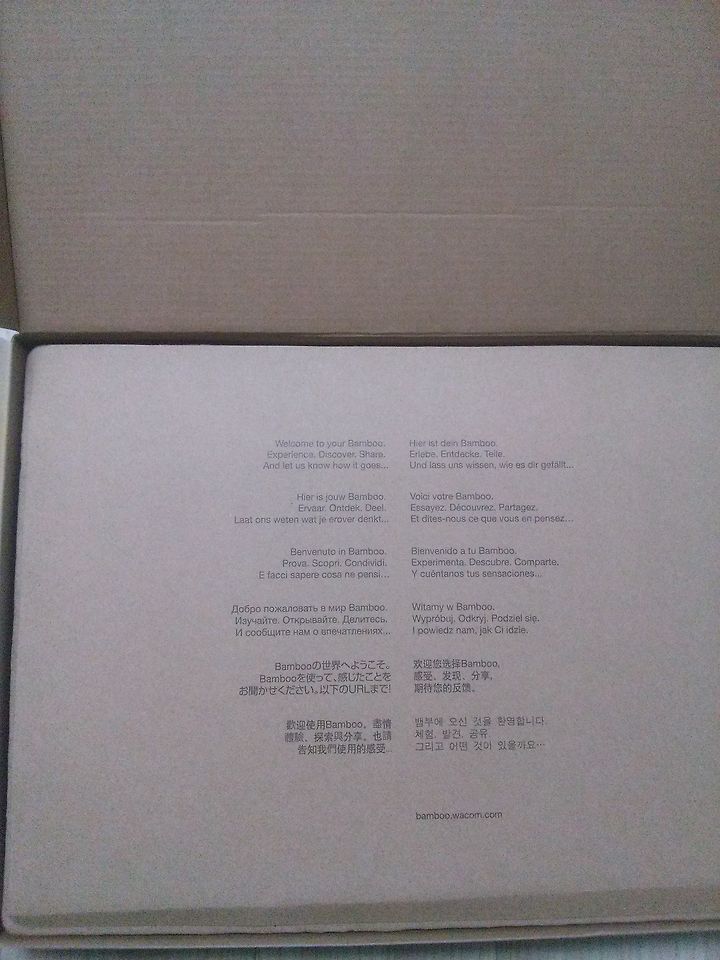 Welcome to your Bamboo.
Experience. Discover. Share.
And let us know how it goes...
Hier ist dein Bamboo.
Erlebe. Entdecke. Teile.
Und lass uns wissen, wie es dir gefällt...
Hier is jouw Bamboo.
Ervaar. Ontdek. Deel.
Laat ons weten wat je erover denkt...
Voici votre Bamboo.
Essayez. Découvrez. Partagez.
Et dites-nous ce que vous en pensez...
Benvenuto in Bamboo.
Prova. Scopri. Condividi.
E facci sapere cosa ne pensi...
Bienvenido a tu Bamboo.
Experimenta. Descubre. Comparte.
Y cuéntanos tus sensaciones...
Добро пожаловать в мир Bamboo.
Изучайте. Открывайте. Делитесь.
И сообщите нам о впечатлениях...
Witamy w Bamboo.
Wypróbuj. Odkryj. Podziel się.
I powiedz nam, jak Ci idzie.
Bambooの世界へようこそ。
Bambooを使って、感じたことを
お聞かせください。以下のURLまで!
欢迎您选择Bamboo,
感受、发现、分享,
期待您的反馈。
歡迎使用Bamboo。盡情
體驗、探索與分享。也請
告知我們使用的感受...
뱀부에 오신 것을 환영합니다.
체험. 발견. 공유
그리고 어떤 것이 있을까요...
bamboo.wacom.com